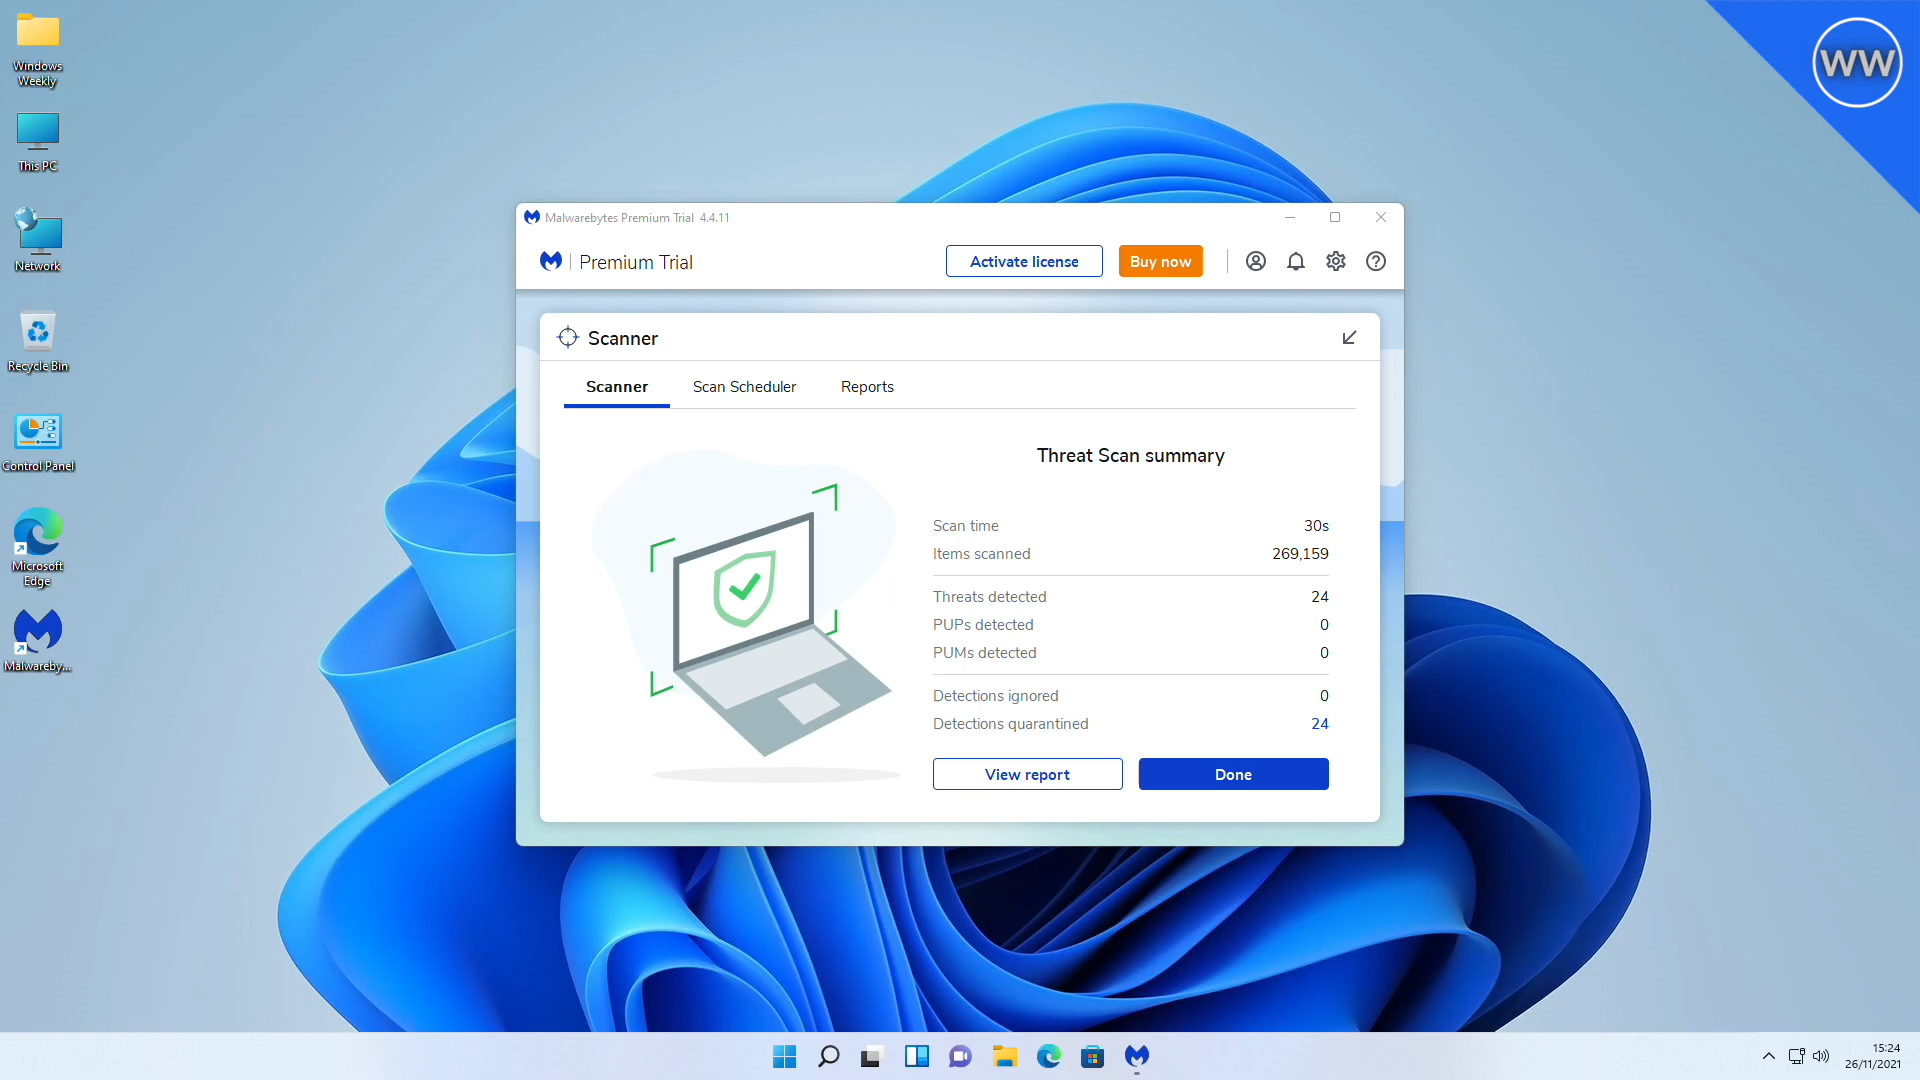 Windows
Weekly
This PC
Network
Recycle Bin
Control Panel
Microsoft
Edge
Malwareby...
WW
Malwarebytes Premium Trial 4.4.11
Premium Trial
Activate license
Buy now
Scanner
Scanner
Scan Scheduler
Reports
Threat Scan summary
Scan time 30s
Items scanned 269,159
Threats detected 24
PUPs detected 0
PUMs detected 0
Detections ignored 0
Detections quarantined 24
View report
Done
15:24
26/11/2021